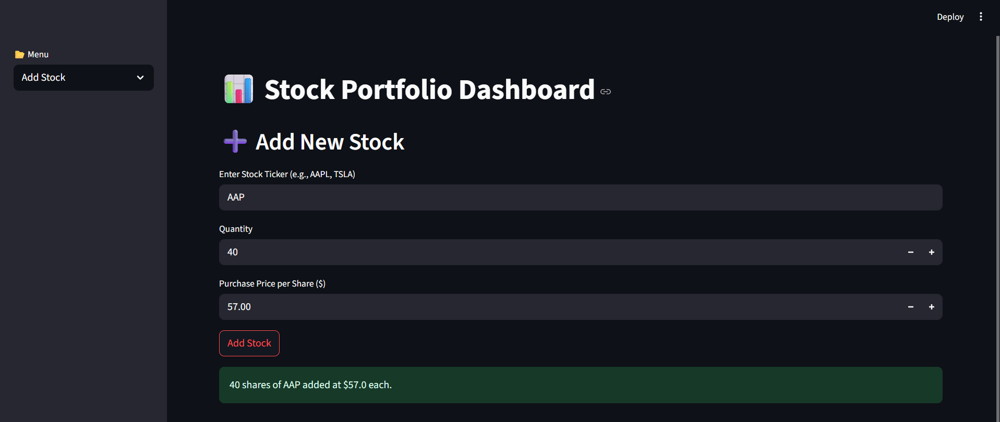 Deploy
Menu
Add Stock
Stock Portfolio Dashboard
Add New Stock
Enter Stock Ticker (e.g., AAPL, TSLA)
AAP
Quantity
40
Purchase Price per Share ($)
57.00
Add Stock
40 shares of AAP added at $57.0 each.